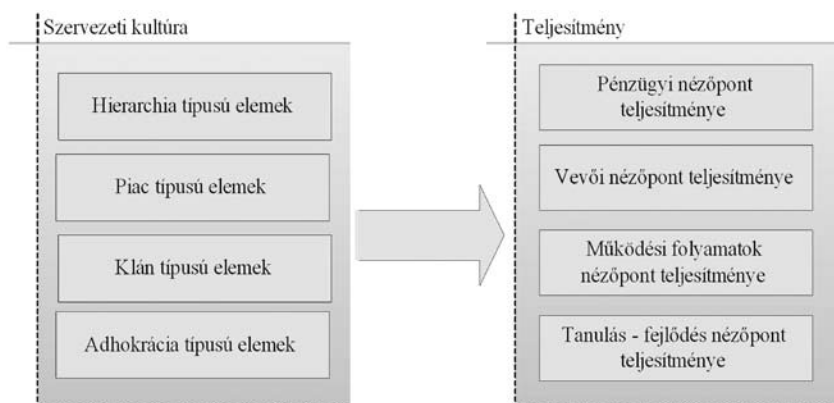 Szervezeti kultúra
Hierarchia típusú elemek
Piac típusú elemek
Klán típusú elemek
Adhokrácia típusú elemek
Teljesítmény
Pénzügyi nézőpont
teljesítménye
Vevői nézőpont teljesítménye
Működési folyamatok
nézőpont teljesítménye
Tanulás - fejlődés nézőpont
teljesítménye